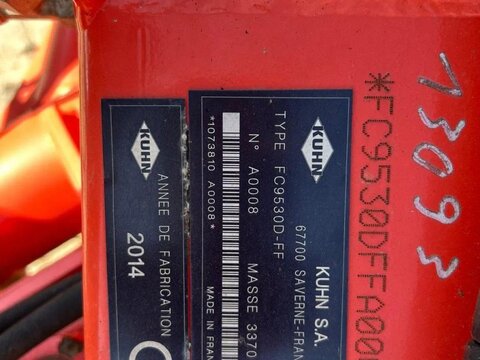 13093
*FC9530DFFA00
KUHN
KUHN S.A.
67700 SAVERNE-FRAN
TYPE FC9530D-FF
N° A0008 MASSE 3370
*1073810 A0008*
MADE IN FRAN
KUHN
ANNEE DE FABRICATION
2014